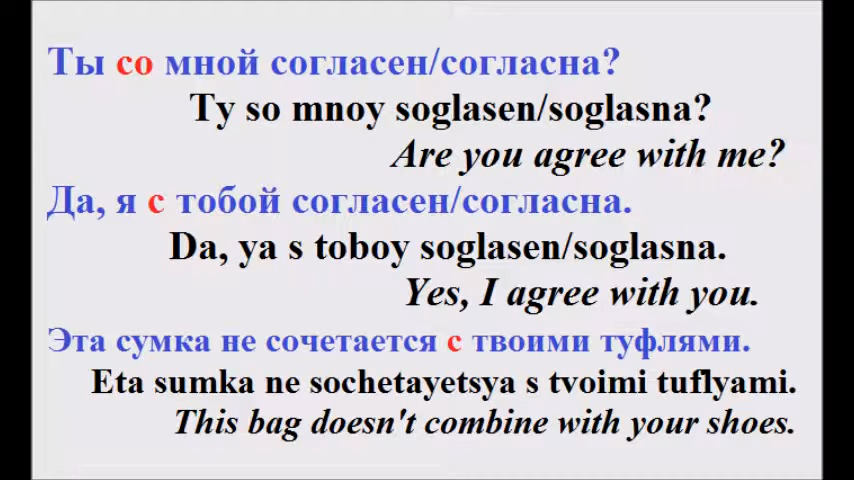 Ты со мной согласен/согласна?
Ty so mnoy soglasen/soglasna?
Are you agree with me?
Да, я с тобой согласен/согласна.
Da, ya s toboy soglasen/soglasna.
Yes, I agree with you.
Эта сумка не сочетается с твоими туфлями.
Eta sumka ne sochetayetsya s tvoimi tuflyami.
This bag doesn't combine with your shoes.